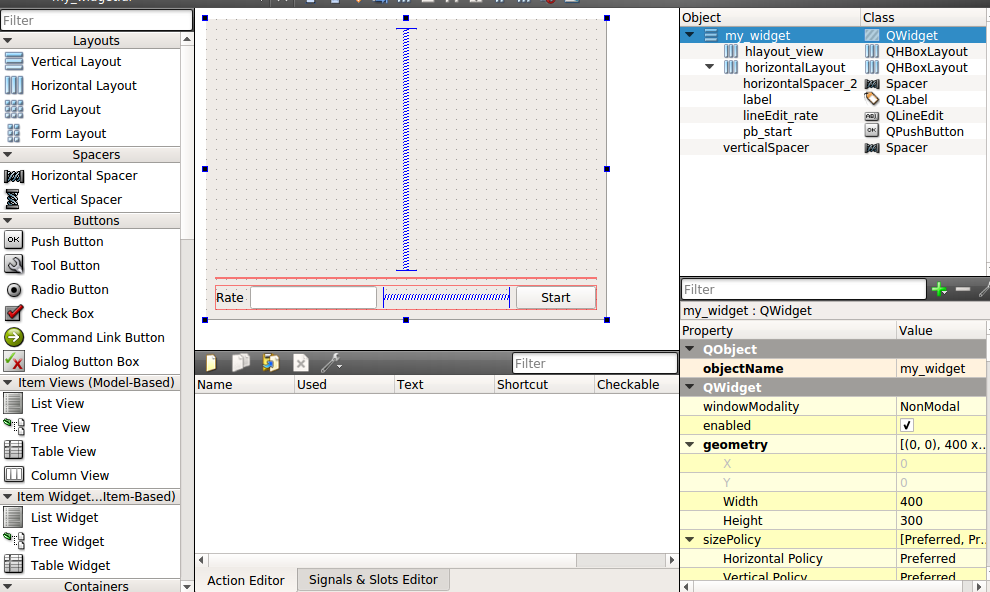 Filter
Layouts
Vertical Layout
Horizontal Layout
Grid Layout
Form Layout
Spacers
Horizontal Spacer
Vertical Spacer
Buttons
OK Push Button
Tool Button
Radio Button
Check Box
Command Link Button
Dialog Button Box
Item Views (Model-Based)
List View
Tree View
Table View
Column View
Item Widget...Item-Based)
List Widget
Tree Widget
Table Widget
Containers
Rate
Start
Filter
Name Used Text Shortcut Checkable
Action Editor Signals & Slots Editor
Object Class
my_widget QWidget
hlayout_view QHBoxLayout
horizontalLayout QHBoxLayout
horizontalSpacer_2 Spacer
label QLabel
lineEdit_rate QLineEdit
pb_start OK QPushButton
verticalSpacer Spacer
Filter
my_widget : QWidget
Property Value
QObject
objectName my_widget
QWidget
windowModality NonModal
enabled
geometry [(0, 0), 400 x...
X 0
Y 0
Width 400
Height 300
sizePolicy [Preferred, Pr...
Horizontal Policy Preferred
Vertical Policy Preferred